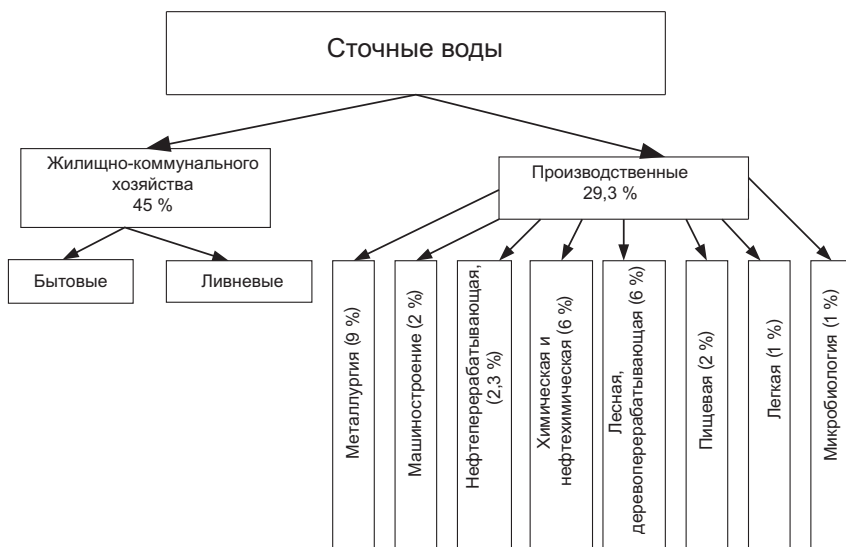 Сточные воды
Жилищно-коммунального
хозяйства
45 %
Производственные
29,3 %
Бытовые
Ливневые
Металлургия (9 %)
Машиностроение (2 %)
Нефтеперерабатывающая,
(2,3 %)
Химическая и
нефтехимическая (6 %)
Лесная,
деревоперерабатывающая (6 %)
Пищевая (2 %)
Легкая (1 %)
Микробиология (1 %)